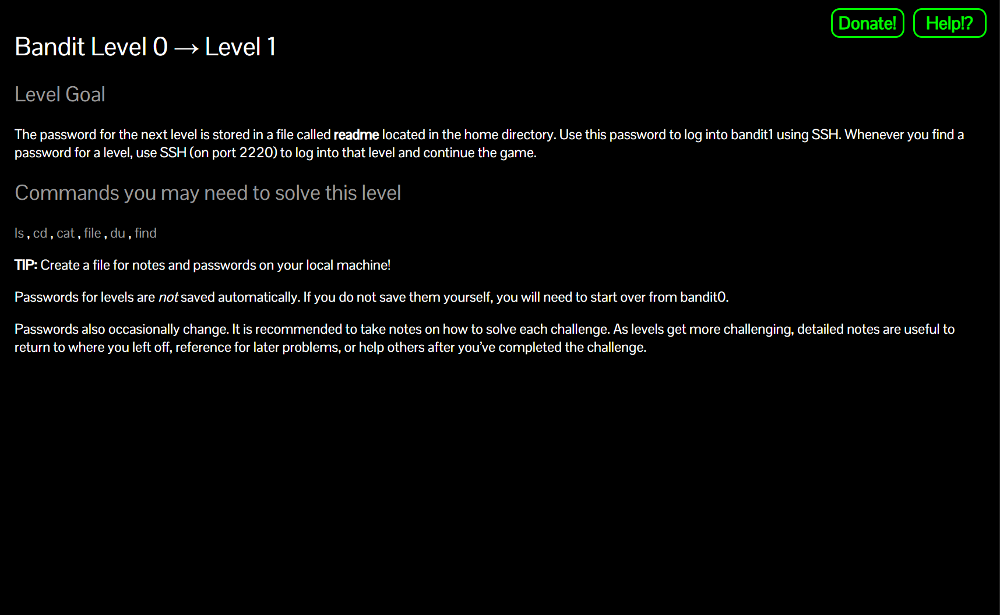 Donate! Help!?
Bandit Level 0 → Level 1
Level Goal
The password for the next level is stored in a file called readme located in the home directory. Use this password to log into bandit1 using SSH. Whenever you find a
password for a level, use SSH (on port 2220) to log into that level and continue the game.
Commands you may need to solve this level
ls , cd , cat , file , du , find
TIP: Create a file for notes and passwords on your local machine!
Passwords for levels are not saved automatically. If you do not save them yourself, you will need to start over from bandit0.
Passwords also occasionally change. It is recommended to take notes on how to solve each challenge. As levels get more challenging, detailed notes are useful to
return to where you left off, reference for later problems, or help others after you’ve completed the challenge.